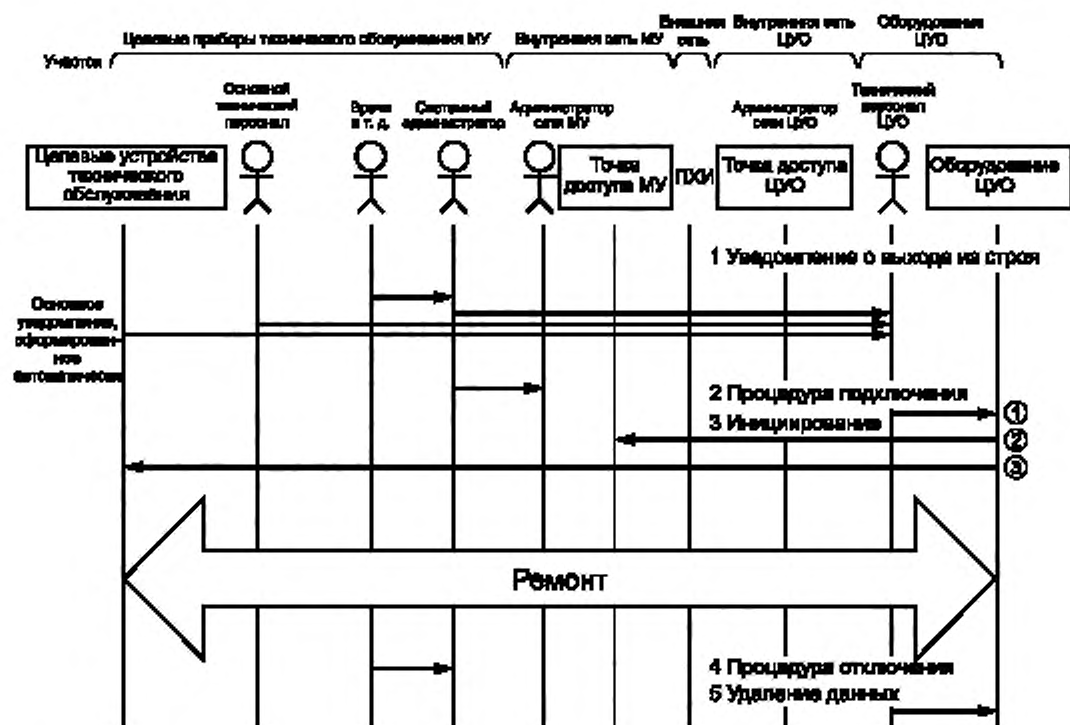 Целевые приборы технического обслуживания МУ
Внутренняя сеть МУ
Внешняя
сеть
Внутренняя сеть
ЦУО
Оборудование
ЦУО
Участок
Основной
технический
персонал
Врачи
и т. д.
Системный
администратор
Администратор
сети МУ
Администратор
сети ЦУО
Технический
персонал
ЦУО
Целевые устройства
технического
обслуживания
Точка
доступа МУ
ПХИ
Точка доступа
ЦУО
Оборудование
ЦУО
1 Уведомление о выходе из строя
Основное
уведомление,
сформирован-
ное
автоматически
2 Процедура подключения
3 Инициирование
1
2
3
Ремонт
4 Процедура отключения
5 Удаление данных